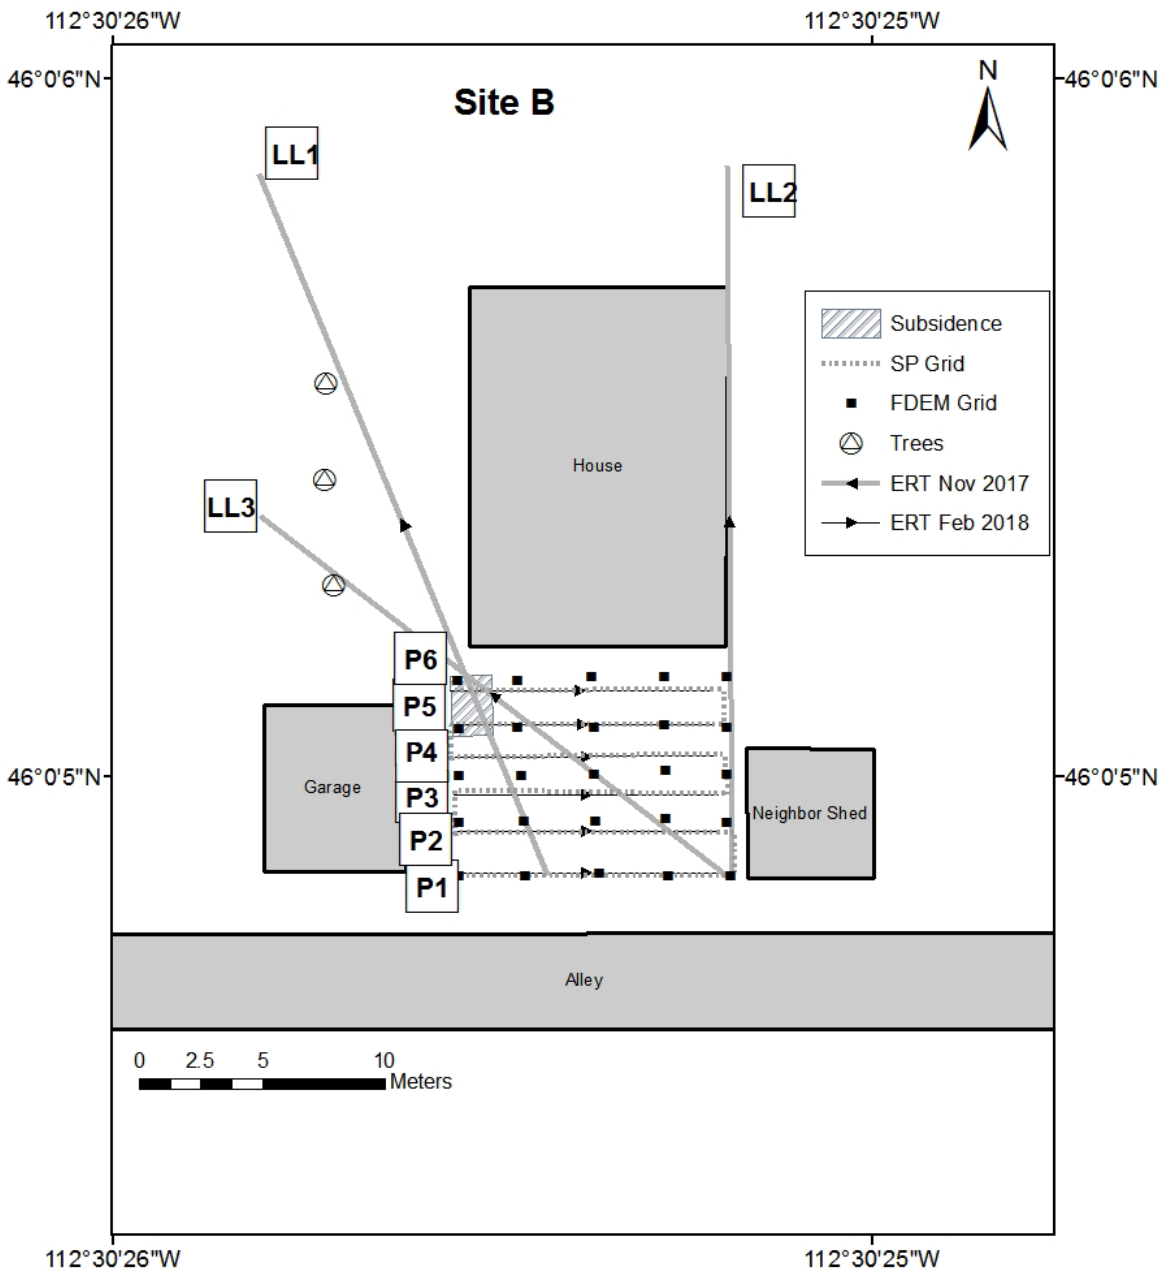 112°30'26"W 112°30'25"W
46°0'6"N 46°0'6"N
N
Site B
LL1
LL2
Subsidence
SP Grid
FDEM Grid
Trees
ERT Nov 2017
ERT Feb 2018
House
LL3
P6
P5
P4
P3
P2
P1
Garage
Neighbor Shed
46°0'5"N 46°0'5"N
Alley
0 2.5 5 10
Meters
112°30'26"W 112°30'25"W